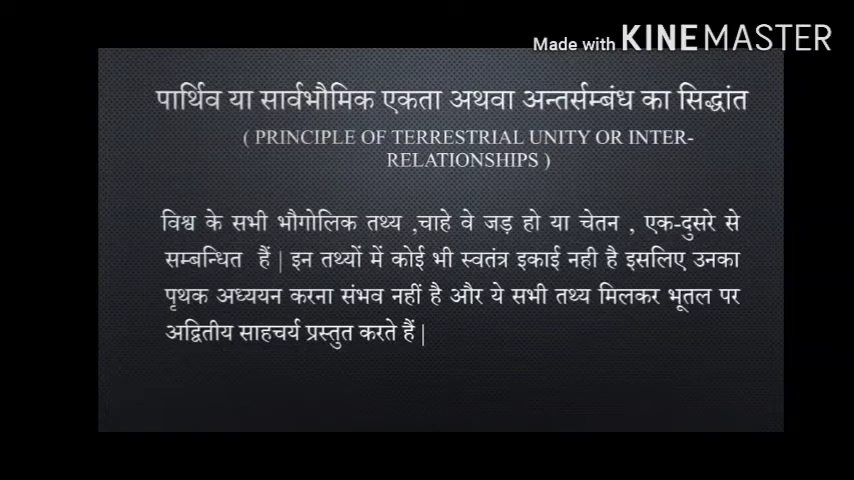 Made with KINEMASTER
पार्थिव या सार्वभौमिक एकता अथवा अन्तर्सम्बंध का सिद्धांत
( PRINCIPLE OF TERRESTRIAL UNITY OR INTER-
RELATIONSHIPS )
विश्व के सभी भौगोलिक तथ्य ,चाहे वे जड़ हो या चेतन , एक-दुसरे से
सम्बन्धित हैं | इन तथ्यों में कोई भी स्वतंत्र इकाई नही है इसलिए उनका
पृथक अध्ययन करना संभव नहीं है और ये सभी तथ्य मिलकर भूतल पर
अद्वितीय साहचर्य प्रस्तुत करते हैं |